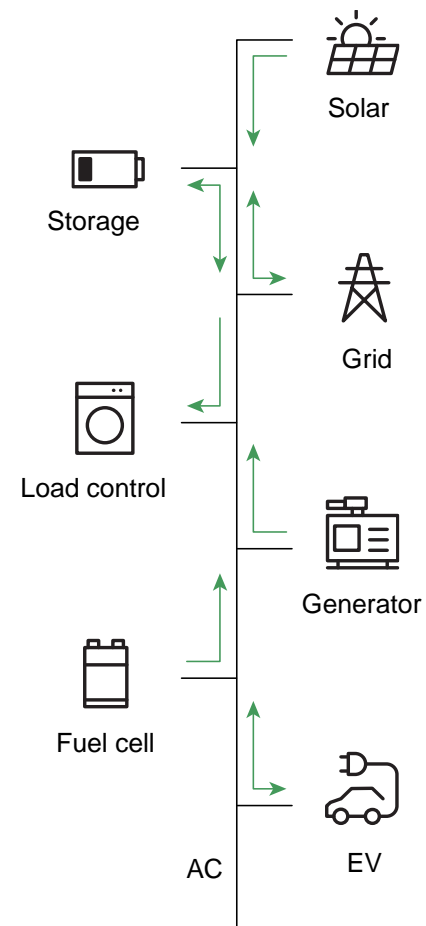 Solar
Storage
Grid
Load control
Generator
Fuel cell
EV
AC